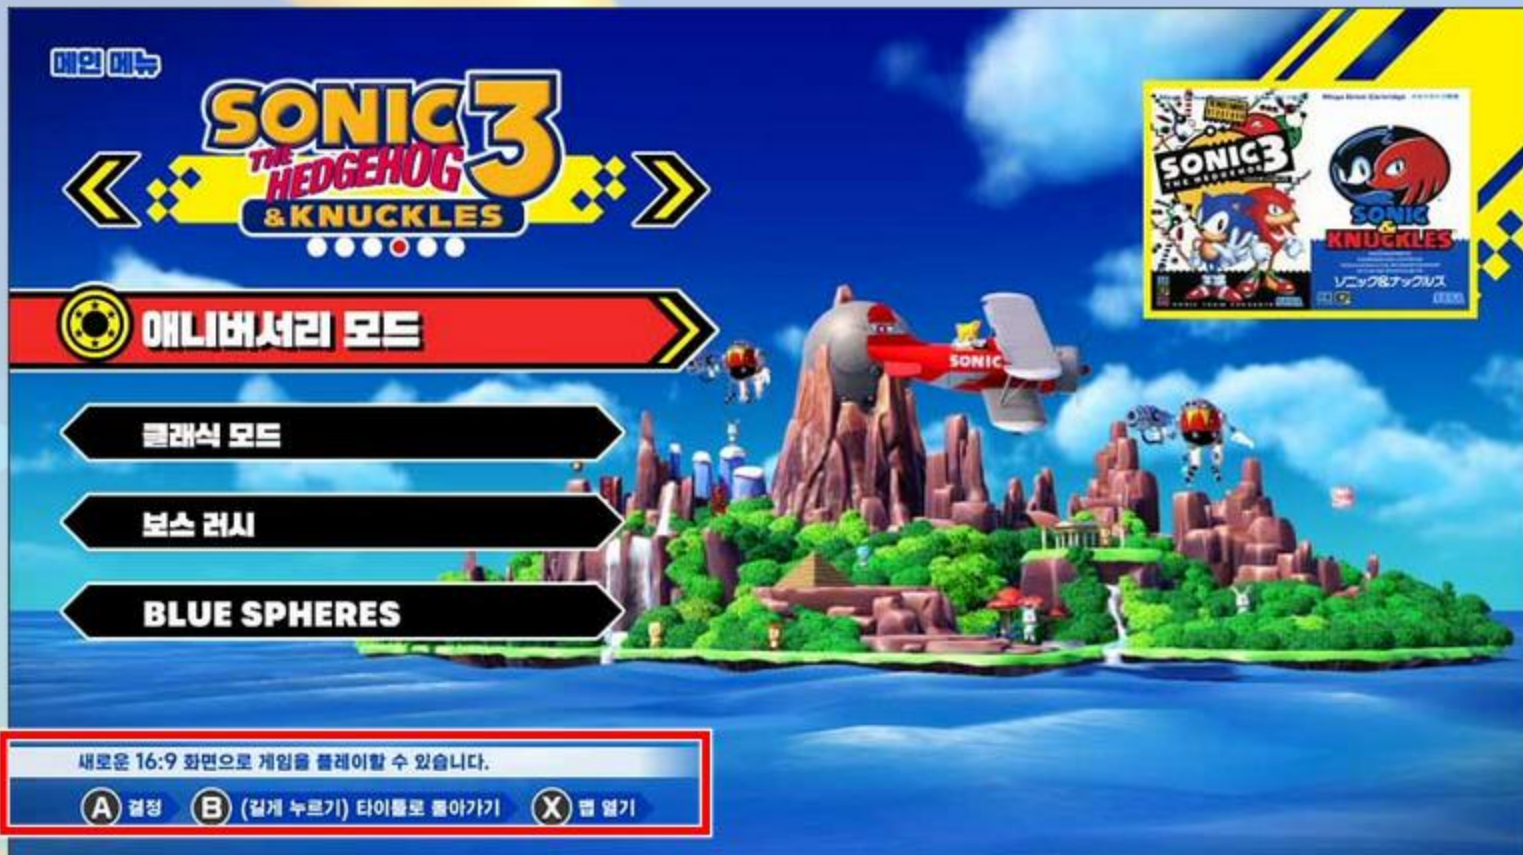 메인 메뉴
SONIC
THE
HEDGEHOG 3
& KNUCKLES
애니버서리 모드
클래식 모드
보스 러시
BLUE SPHERES
SONIC 3
THE HEDGEHOG
SONIC
&
KNUCKLES
ソニック&ナックルズ
SEGA
SEGA
SONIC
새로운 16:9 화면으로 게임을 플레이할 수 있습니다.
A 결정 B (길게 누르기) 타이틀로 돌아가기 X 맵 열기